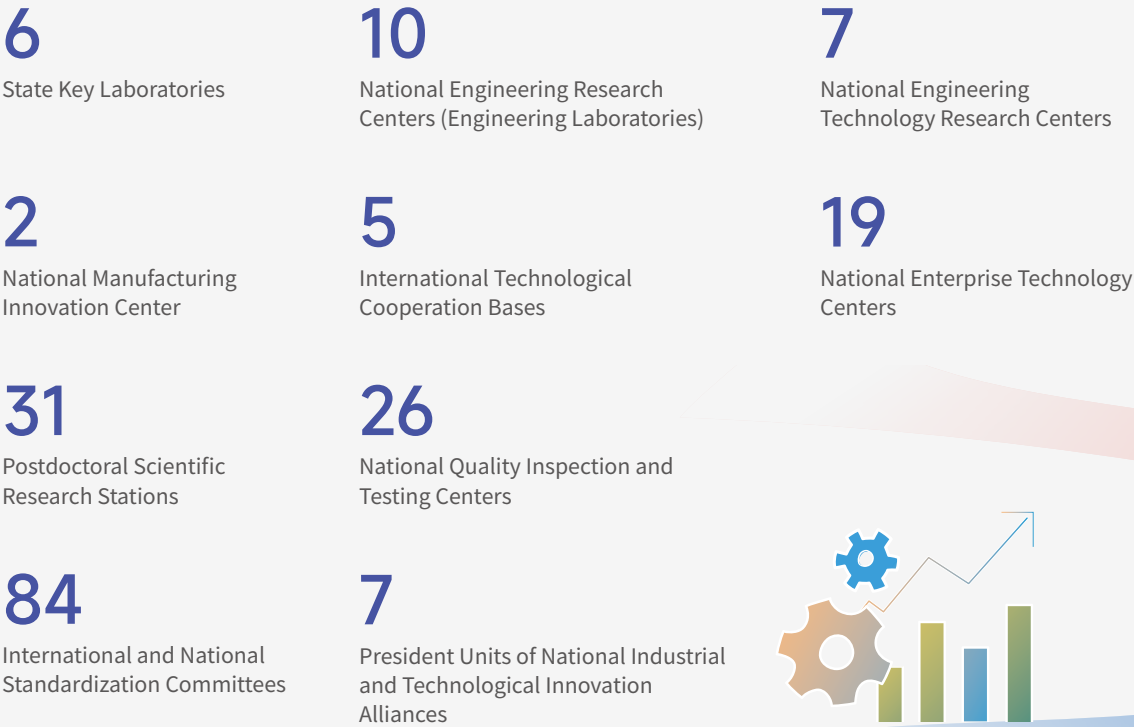 6
State Key Laboratories
10
National Engineering Research
Centers (Engineering Laboratories)
7
National Engineering
Technology Research Centers
2
National Manufacturing
Innovation Center
5
International Technological
Cooperation Bases
19
National Enterprise Technology
Centers
31
Postdoctoral Scientific
Research Stations
26
National Quality Inspection and
Testing Centers
84
International and National
Standardization Committees
7
President Units of National Industrial
and Technological Innovation
Alliances